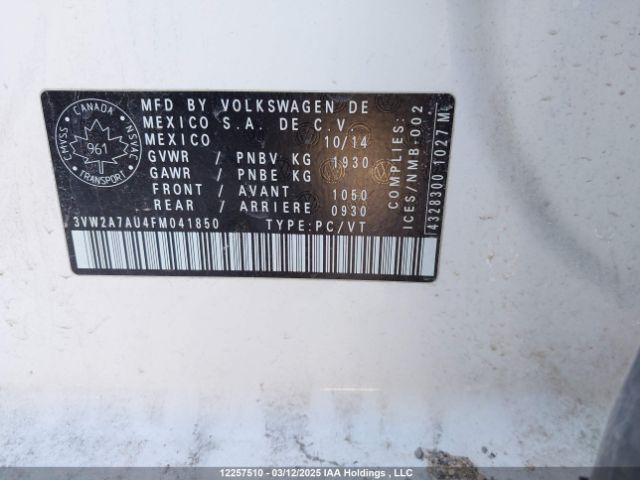 MFD BY VOLKSWAGEN DE
MEXICO S.A. DE C.V.
MEXICO 10/14
GVWR / PNBV KG 1930
GAWR / PNBE KG
FRONT / AVANT 1050
REAR / ARRIERE 0930
3VW2A7AU4FM041850 TYPE:PC/VT
CANADA
CMVSS
NSVAC
961
TRANSPORT
COMPLIES:
ICES/NMB-002
4328300 1027 M
12257510 - 03/12/2025 IAA Holdings , LLC